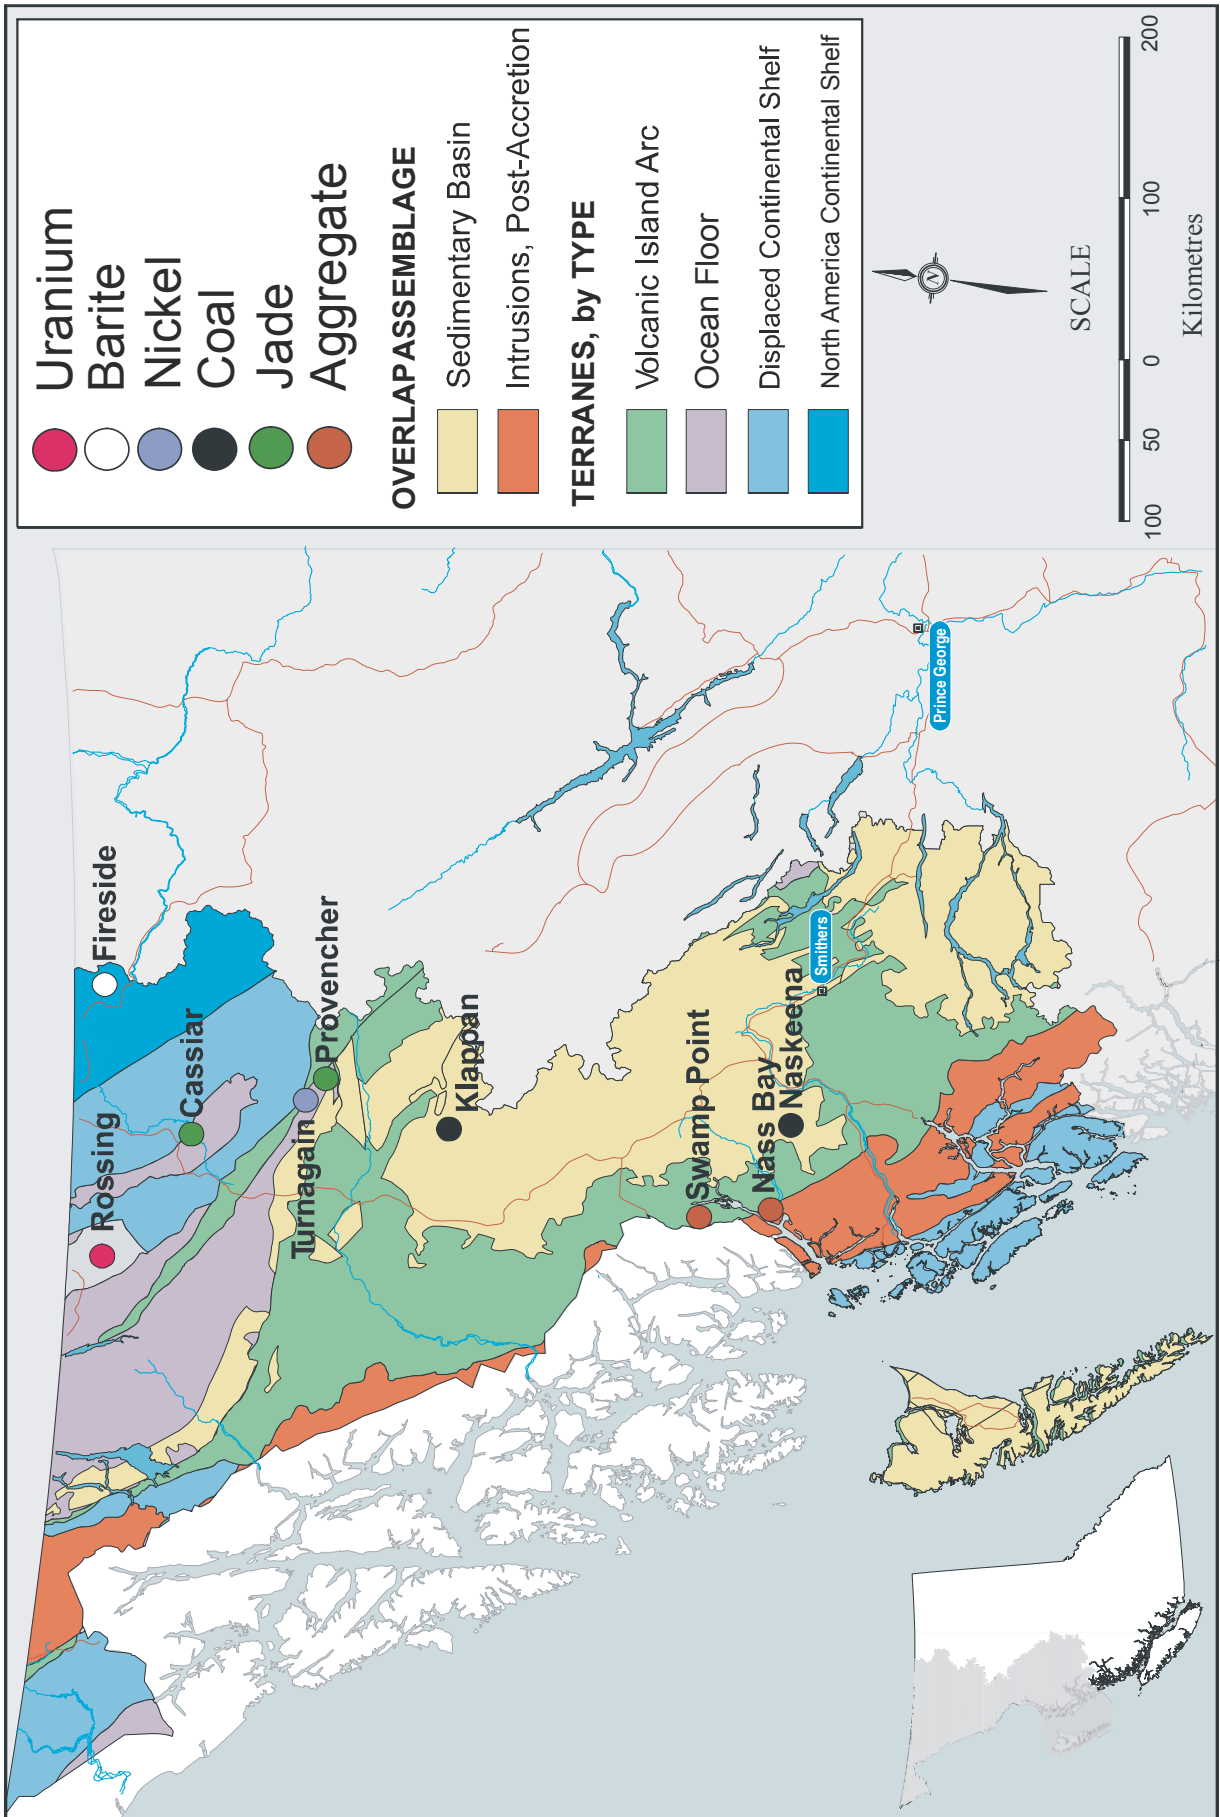 Uranium
Barite
Nickel
Coal
Jade
Aggregate
OVERLAPASSEMBLAGE
Sedimentary Basin
Intrusions, Post-Accretion
TERRANES, by TYPE
Volcanic Island Arc
Ocean Floor
Displaced Continental Shelf
North America Continental Shelf
N
SCALE
100 50 0 100 200
Kilometres
Rossing
Fireside
Cassiar
Turnagain
Provencher
Klappan
Swamp Point
Nass Bay
Naskeena
Smithers
Prince George